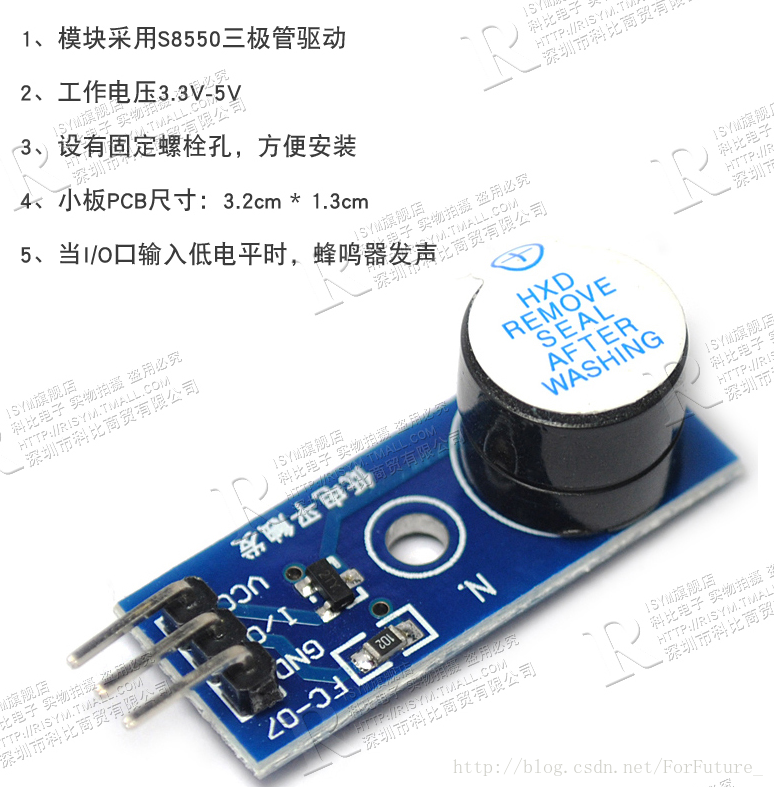 1、模块采用S8550三极管驱动
2、工作电压3.3V-5V
3、设有固定螺栓孔，方便安装
4、小板PCB尺寸：3.2cm * 1.3cm
5、当I/O口输入低电平时，蜂鸣器发声
HXD
REMOVE
SEAL
AFTER
WASHING
低电平触发
VCC
I/O
GND
FC-07
102
N.
R
ISYM旗舰店
科比电子 实物拍摄 盗用必究
HTTP://RISYM.TMALL.COM/
深圳市科比商贸有限公司
http://blog.csdn.net/ForFuture_